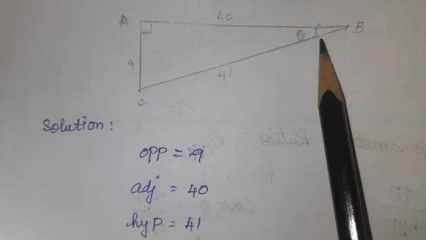 A 40 B
θ
9
41
C
Solution:
opp = 9
adj = 40
hyp = 41